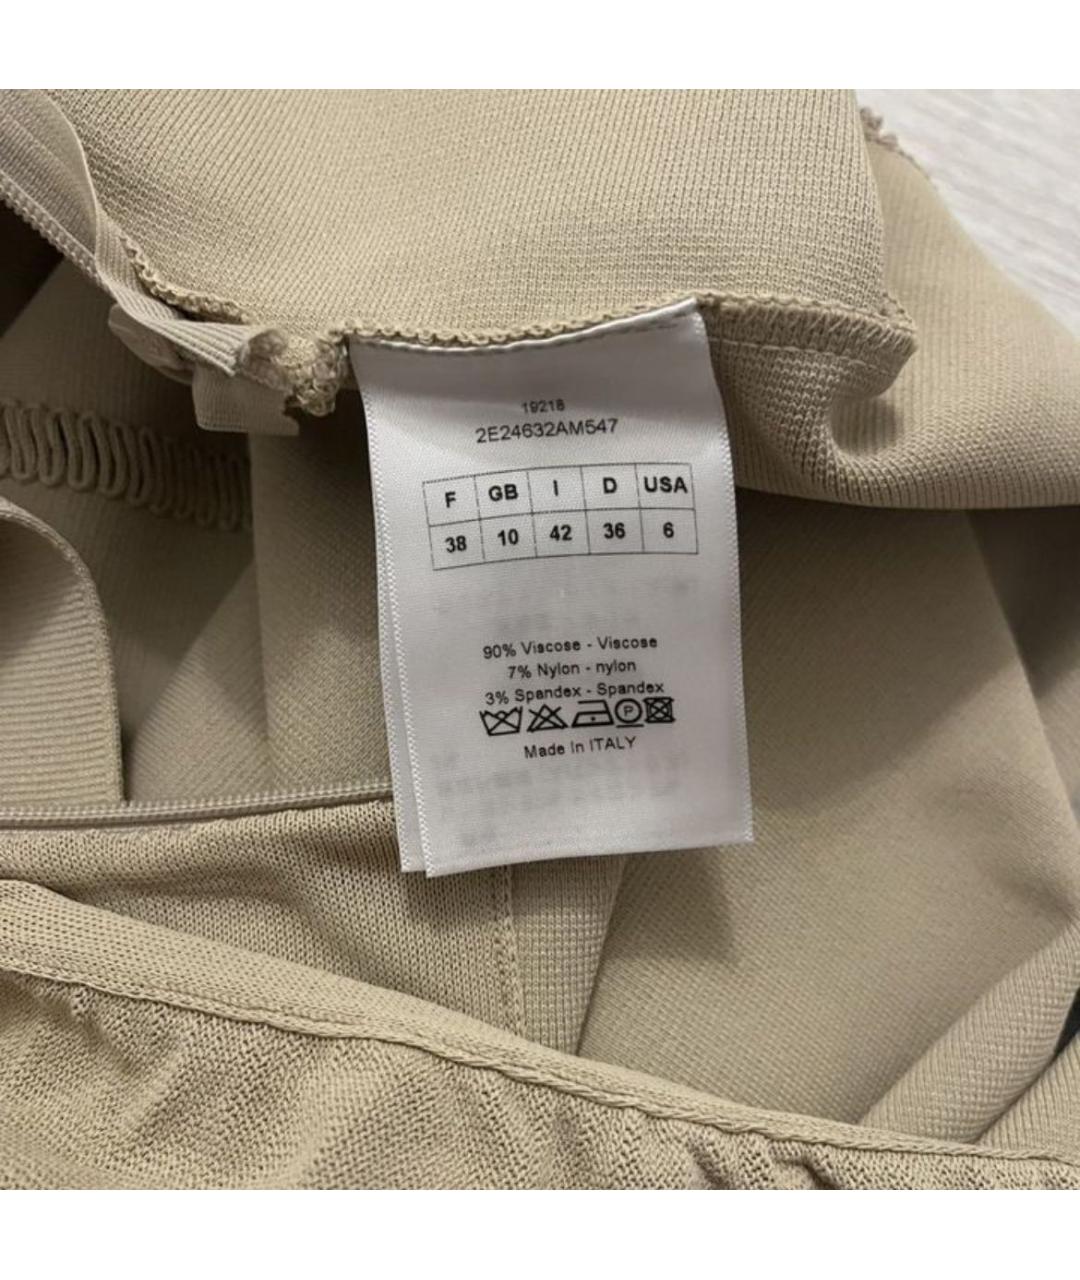 19218
2E24632AM547
F GB I D USA
38 10 42 36 6
90% Viscose - Viscose
7% Nylon - nylon
3% Spandex - Spandex
P
Made In ITALY